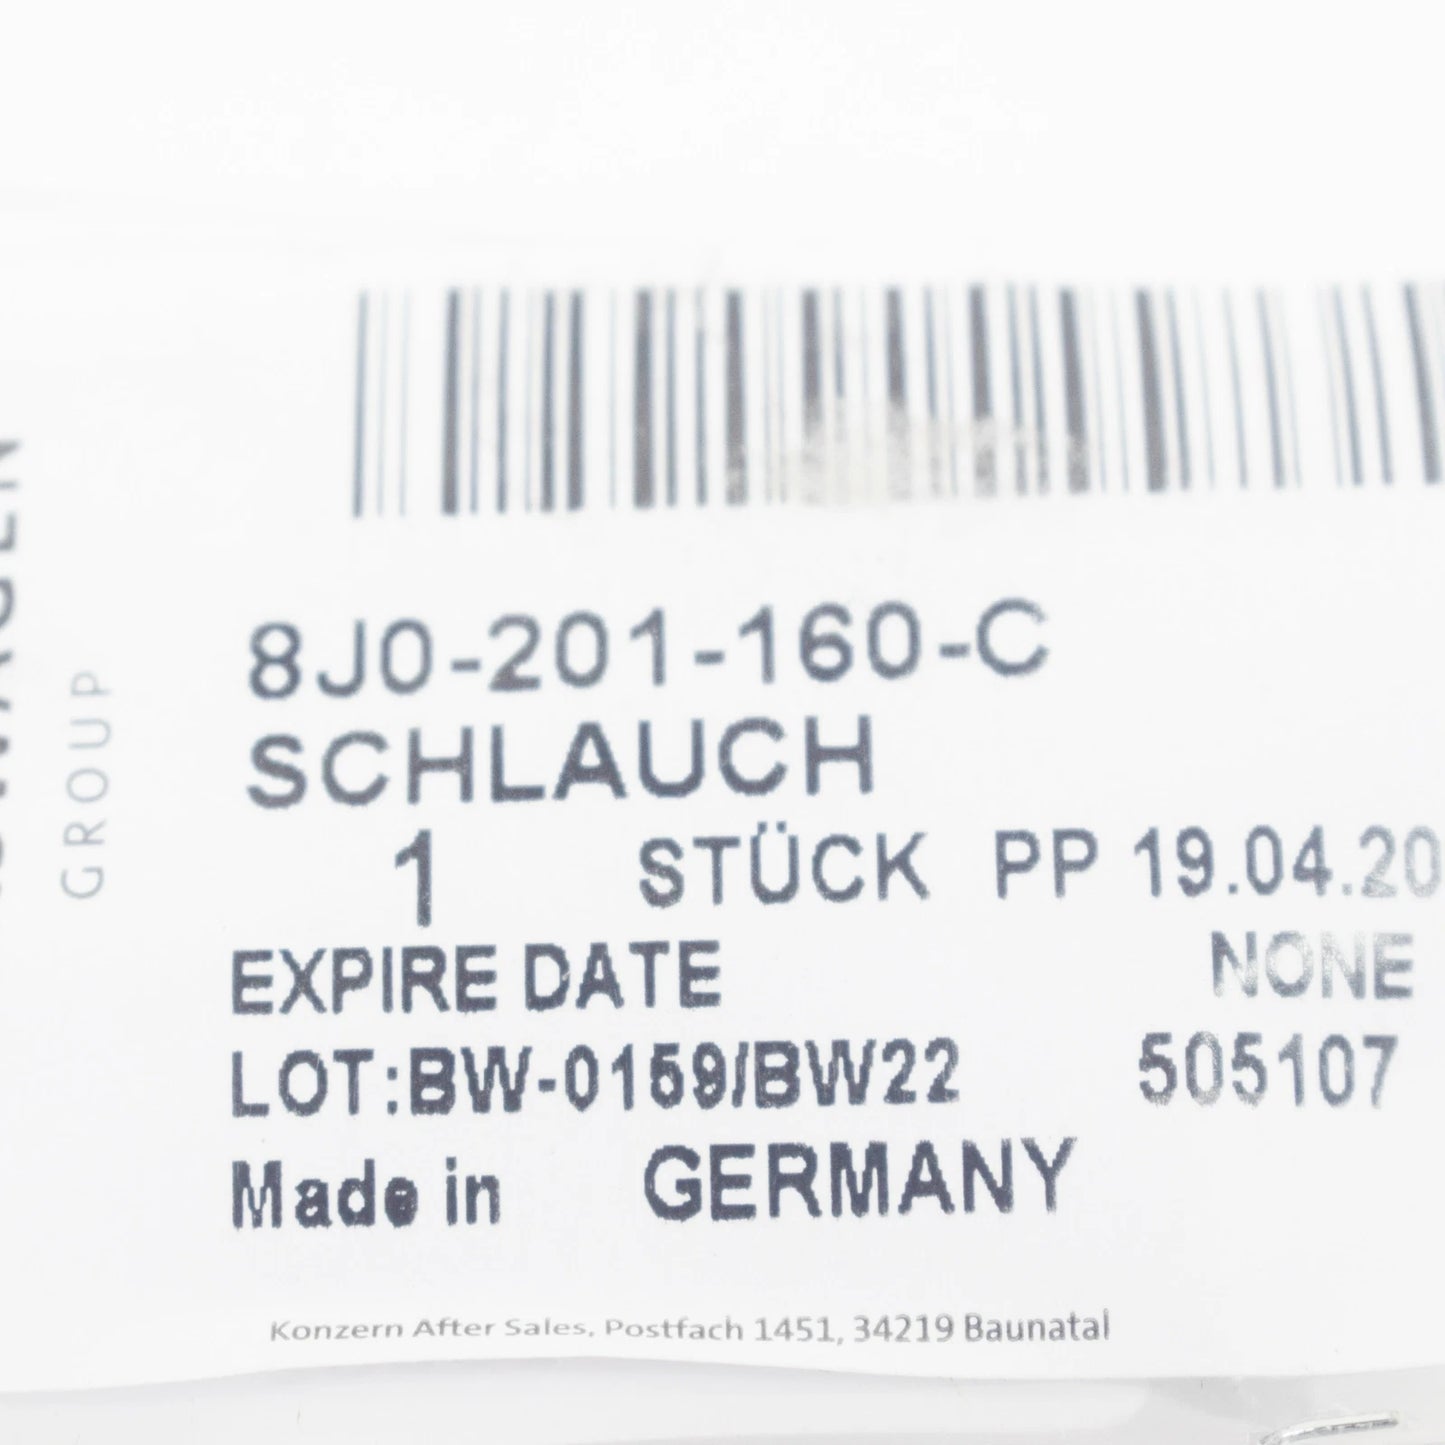 GROUP
8J0-201-160-C
SCHLAUCH
1 STÜCK PP 19.04.20
EXPIRE DATE NONE
LOT:BW-0159/BW22 505107
Made in GERMANY
Konzern After Sales, Postfach 1451, 34219 Baunatal